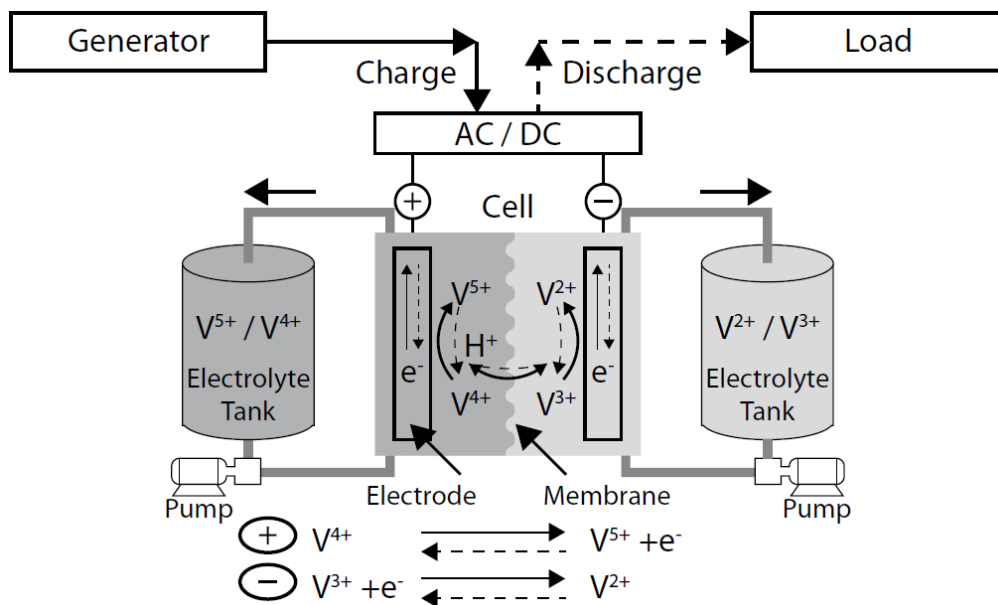 Generator
Load
Charge
Discharge
AC / DC
+
−
Cell
V⁵⁺ / V⁴⁺
Electrolyte
Tank
V⁵⁺
V²⁺
H⁺
e⁻
e⁻
V⁴⁺
V³⁺
V²⁺ / V³⁺
Electrolyte
Tank
Pump
Electrode
Membrane
Pump
+ V⁴⁺ V⁵⁺ +e⁻
− V³⁺ +e⁻ V²⁺